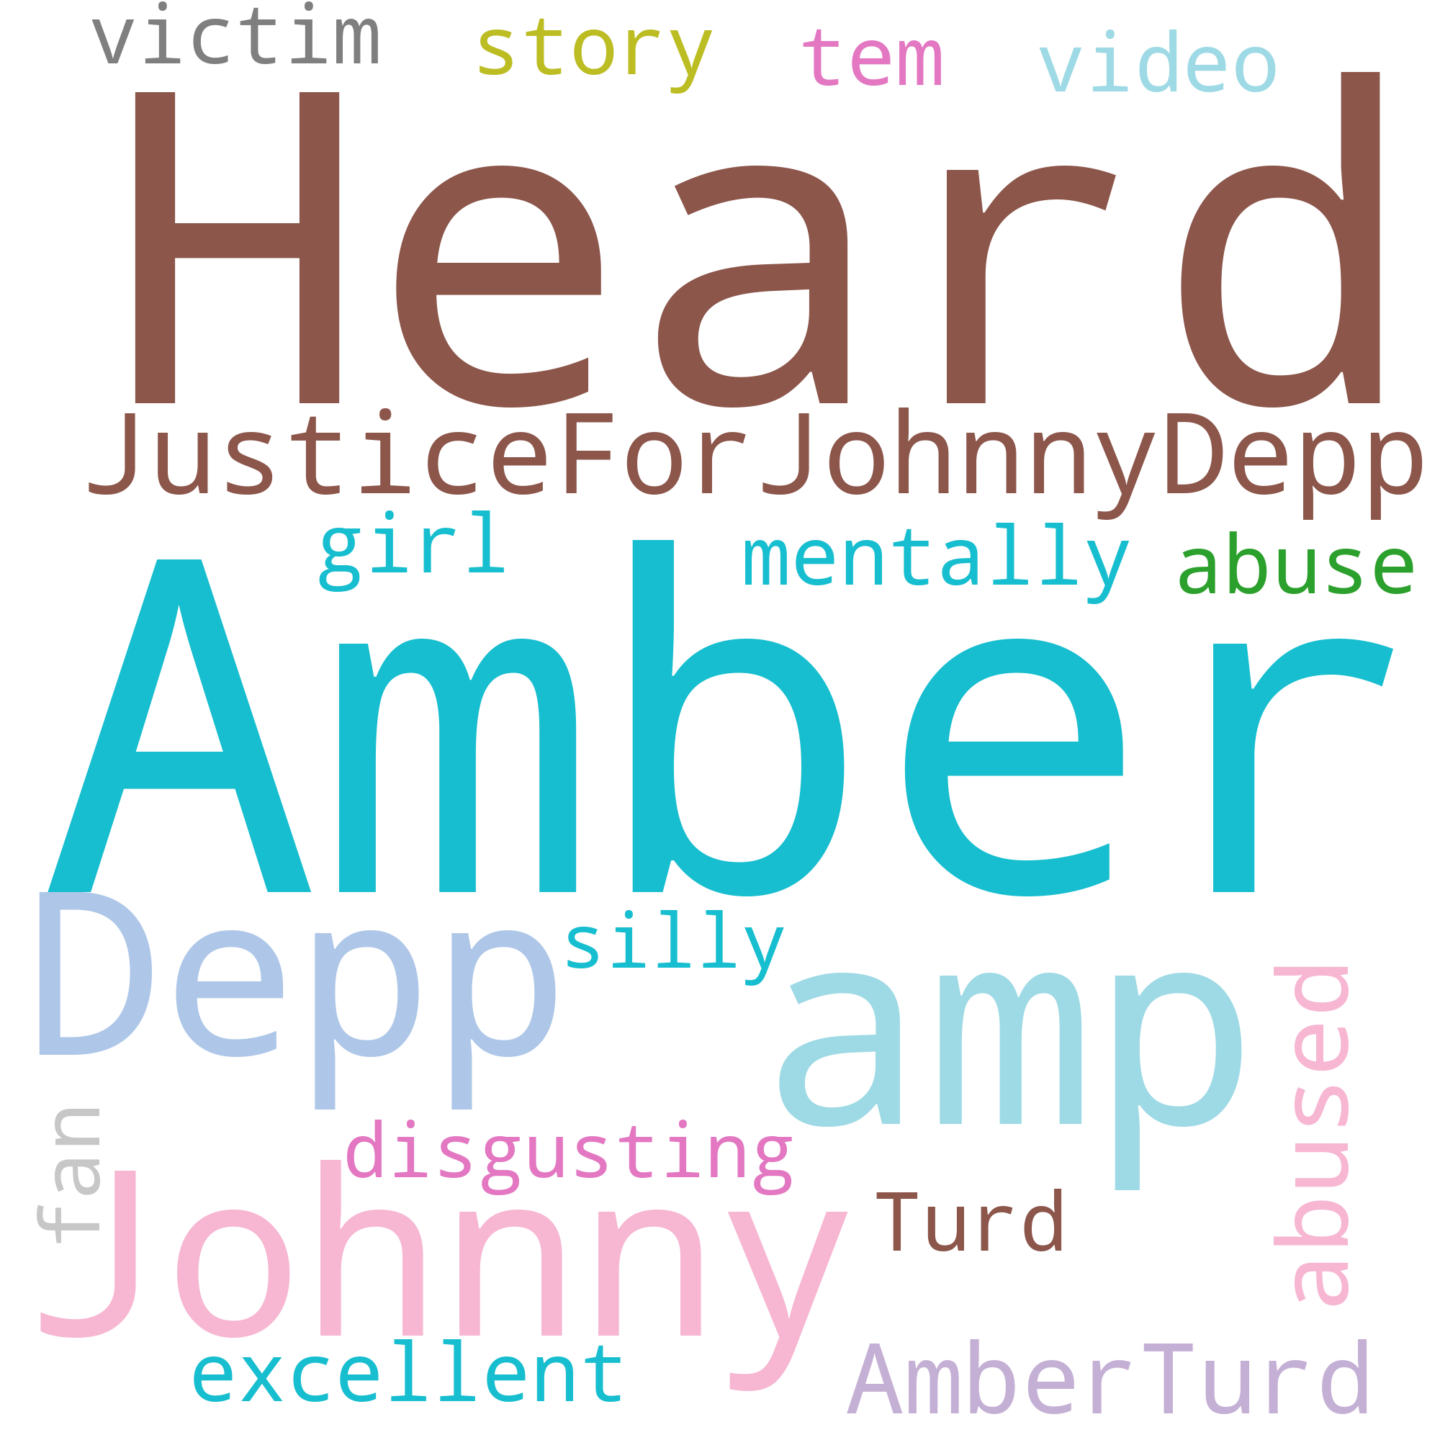 victim story tem video
Heard
JusticeForJohnnyDepp
girl mentally abuse
Amber
Depp silly amp abused
fan disgusting
Johnny Turd
excellent AmberTurd